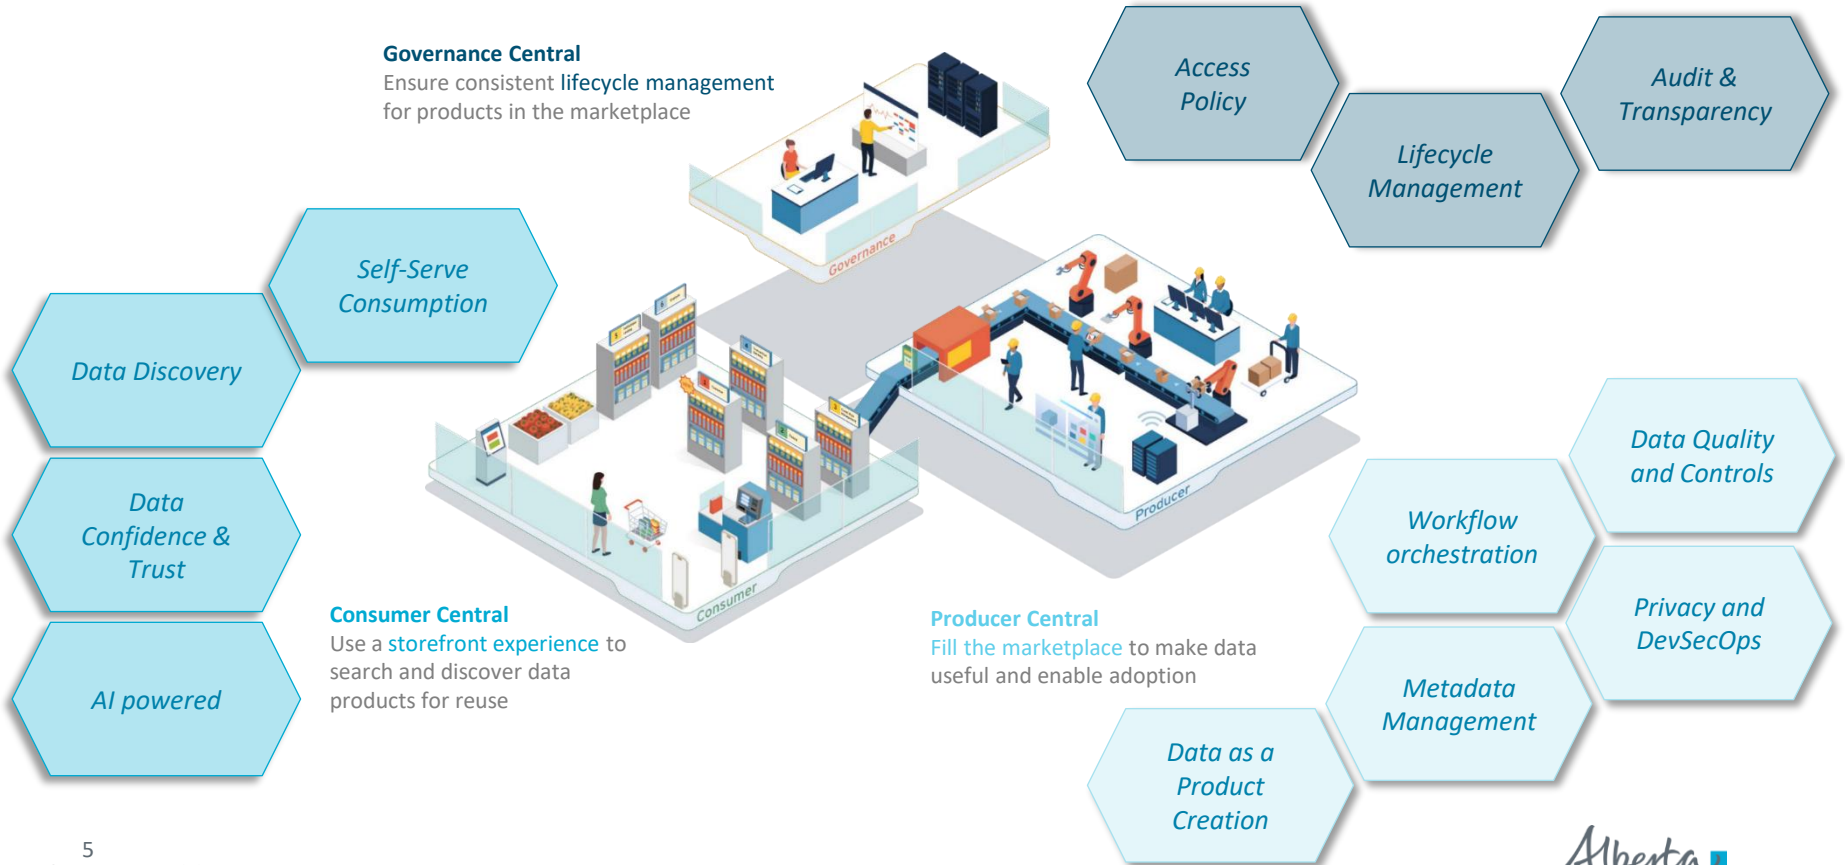 Governance Central
Ensure consistent lifecycle management
for products in the marketplace
Access
Policy
Lifecycle
Management
Audit &
Transparency
Self-Serve
Consumption
Data Discovery
Data
Confidence &
Trust
AI powered
Governance
Consumer
Producer
Consumer Central
Use a storefront experience to
search and discover data
products for reuse
Producer Central
Fill the marketplace to make data
useful and enable adoption
Data Quality
and Controls
Workflow
orchestration
Privacy and
DevSecOps
Metadata
Management
Data as a
Product
Creation
5
Alberta